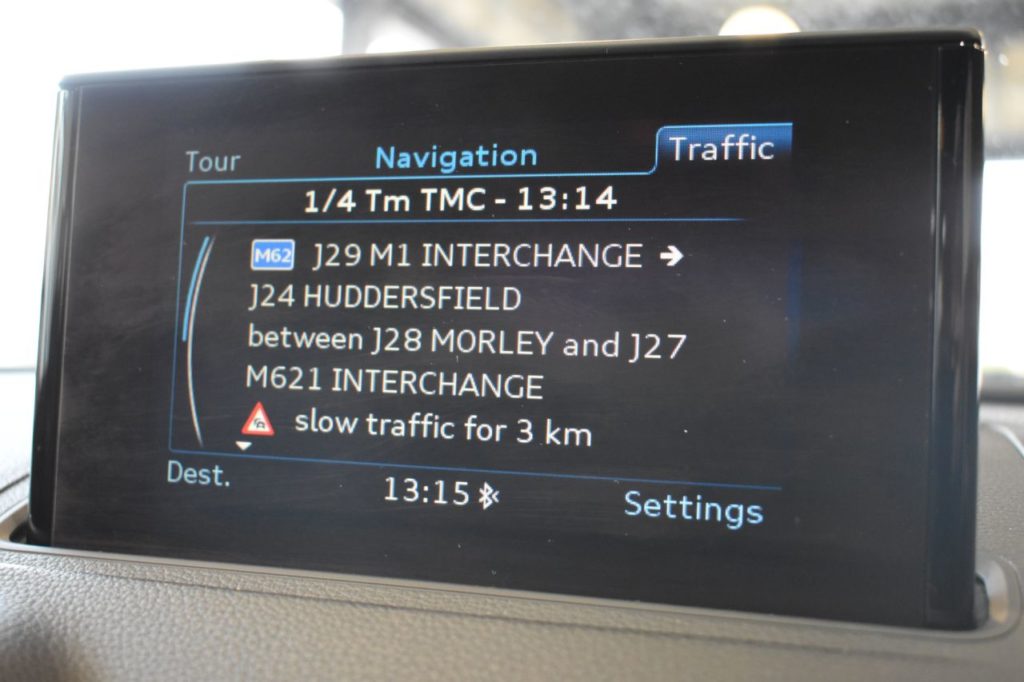 Tour Navigation Traffic
1/4 Tm TMC - 13:14
M62 J29 M1 INTERCHANGE →
J24 HUDDERSFIELD
between J28 MORLEY and J27
M621 INTERCHANGE
slow traffic for 3 km
Dest. 13:15 Settings